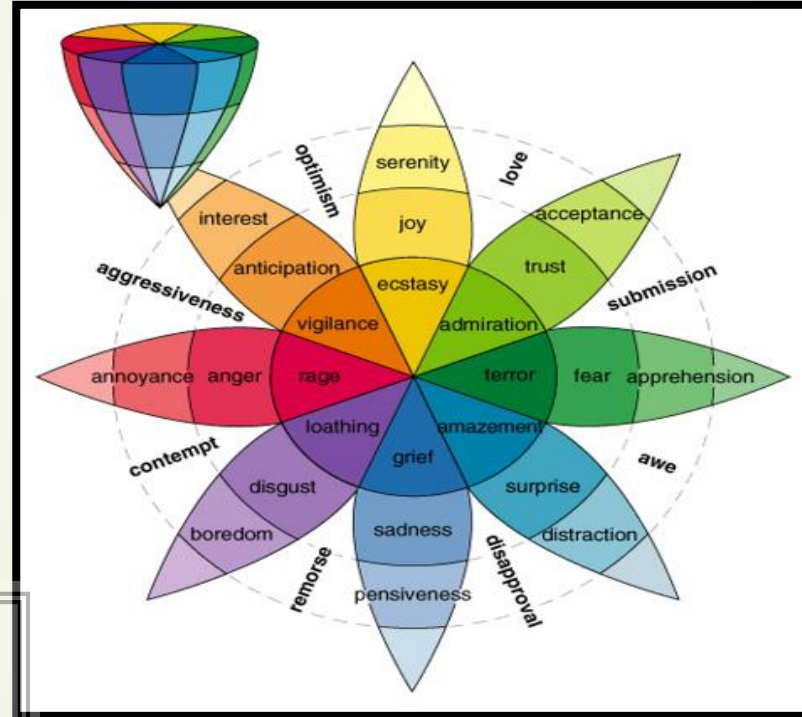 optimism
serenity
love
interest
joy
acceptance
anticipation
trust
aggressiveness
ecstasy
submission
vigilance
admiration
annoyance
anger
rage
terror
fear
apprehension
loathing
amazement
contempt
grief
awe
disgust
surprise
boredom
sadness
distraction
remorse
disapproval
pensiveness